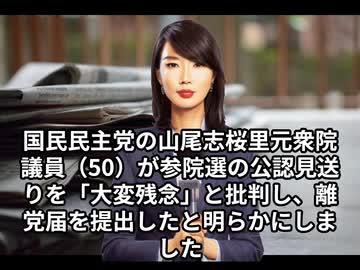 国民民主党の山尾志桜里元衆院
議員（50）が参院選の公認見送
りを「大変残念」と批判し、離
党届を提出したと明らかにしま
した